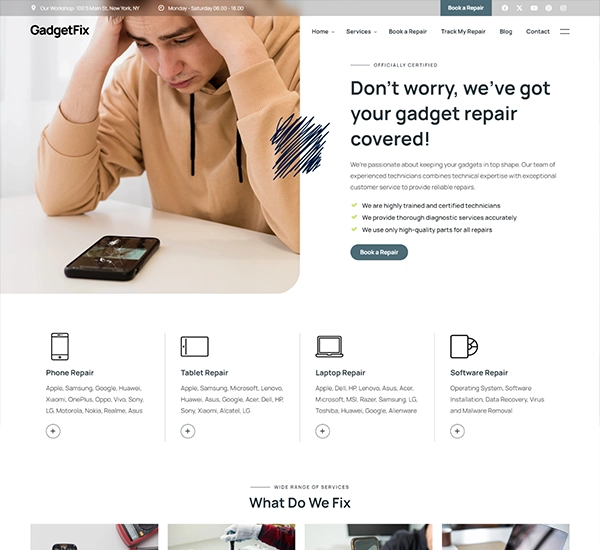 Our Workshop: 100 S Main St, New York, NY
Monday - Saturday 08.00 - 18.00
Book a Repair
GadgetFix
Home
Services
Book a Repair
Track My Repair
Blog
Contact
OFFICIALLY CERTIFIED
Don't worry, we've got
your gadget repair
covered!
We're passionate about keeping your gadgets in top shape. Our team of
experienced technicians combines technical expertise with exceptional
customer service to provide reliable repairs.
We are highly trained and certified technicians
We provide thorough diagnostic services accurately
We use only high-quality parts for all repairs
Book a Repair
Phone Repair
Apple, Samsung, Google, Huawei,
Xiaomi, OnePlus, Oppo, Vivo, Sony,
LG, Motorola, Nokia, Realme, Asus
Tablet Repair
Apple, Samsung, Microsoft, Lenovo,
Huawei, Asus, Google, Acer, Dell, HP,
Sony, Xiaomi, Alcatel, LG
Laptop Repair
Apple, Dell, HP, Lenovo, Asus, Acer,
Microsoft, MSI, Razer, Samsung, LG,
Toshiba, Huawei, Google, Alienware
Software Repair
Operating System, Software
Installation, Data Recovery, Virus
and Malware Removal
WIDE RANGE OF SERVICES
What Do We Fix